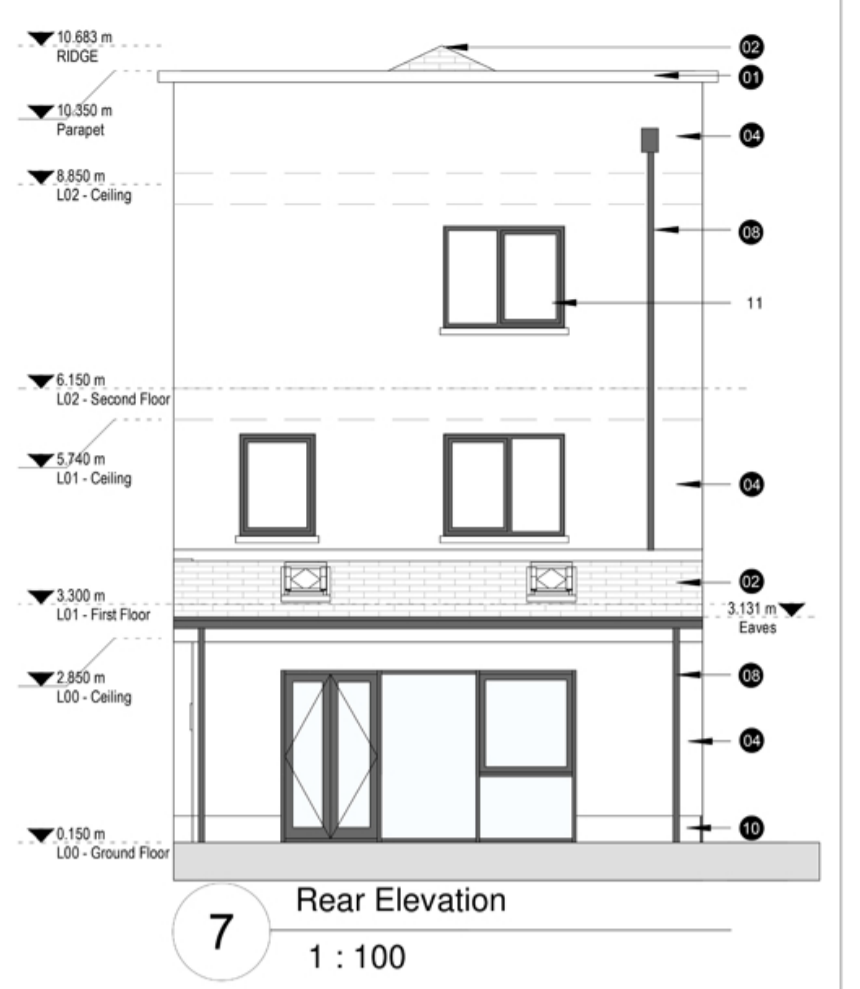 10.683 m
RIDGE
02
01
10.350 m
Parapet
04
8.850 m
L02 - Ceiling
08
11
6.150 m
L02 - Second Floor
5.740 m
L01 - Ceiling
04
02
3.300 m
L01 - First Floor
3.131 m
Eaves
2.850 m
L00 - Ceiling
08
04
10
0.150 m
L00 - Ground Floor
7
Rear Elevation
1 : 100